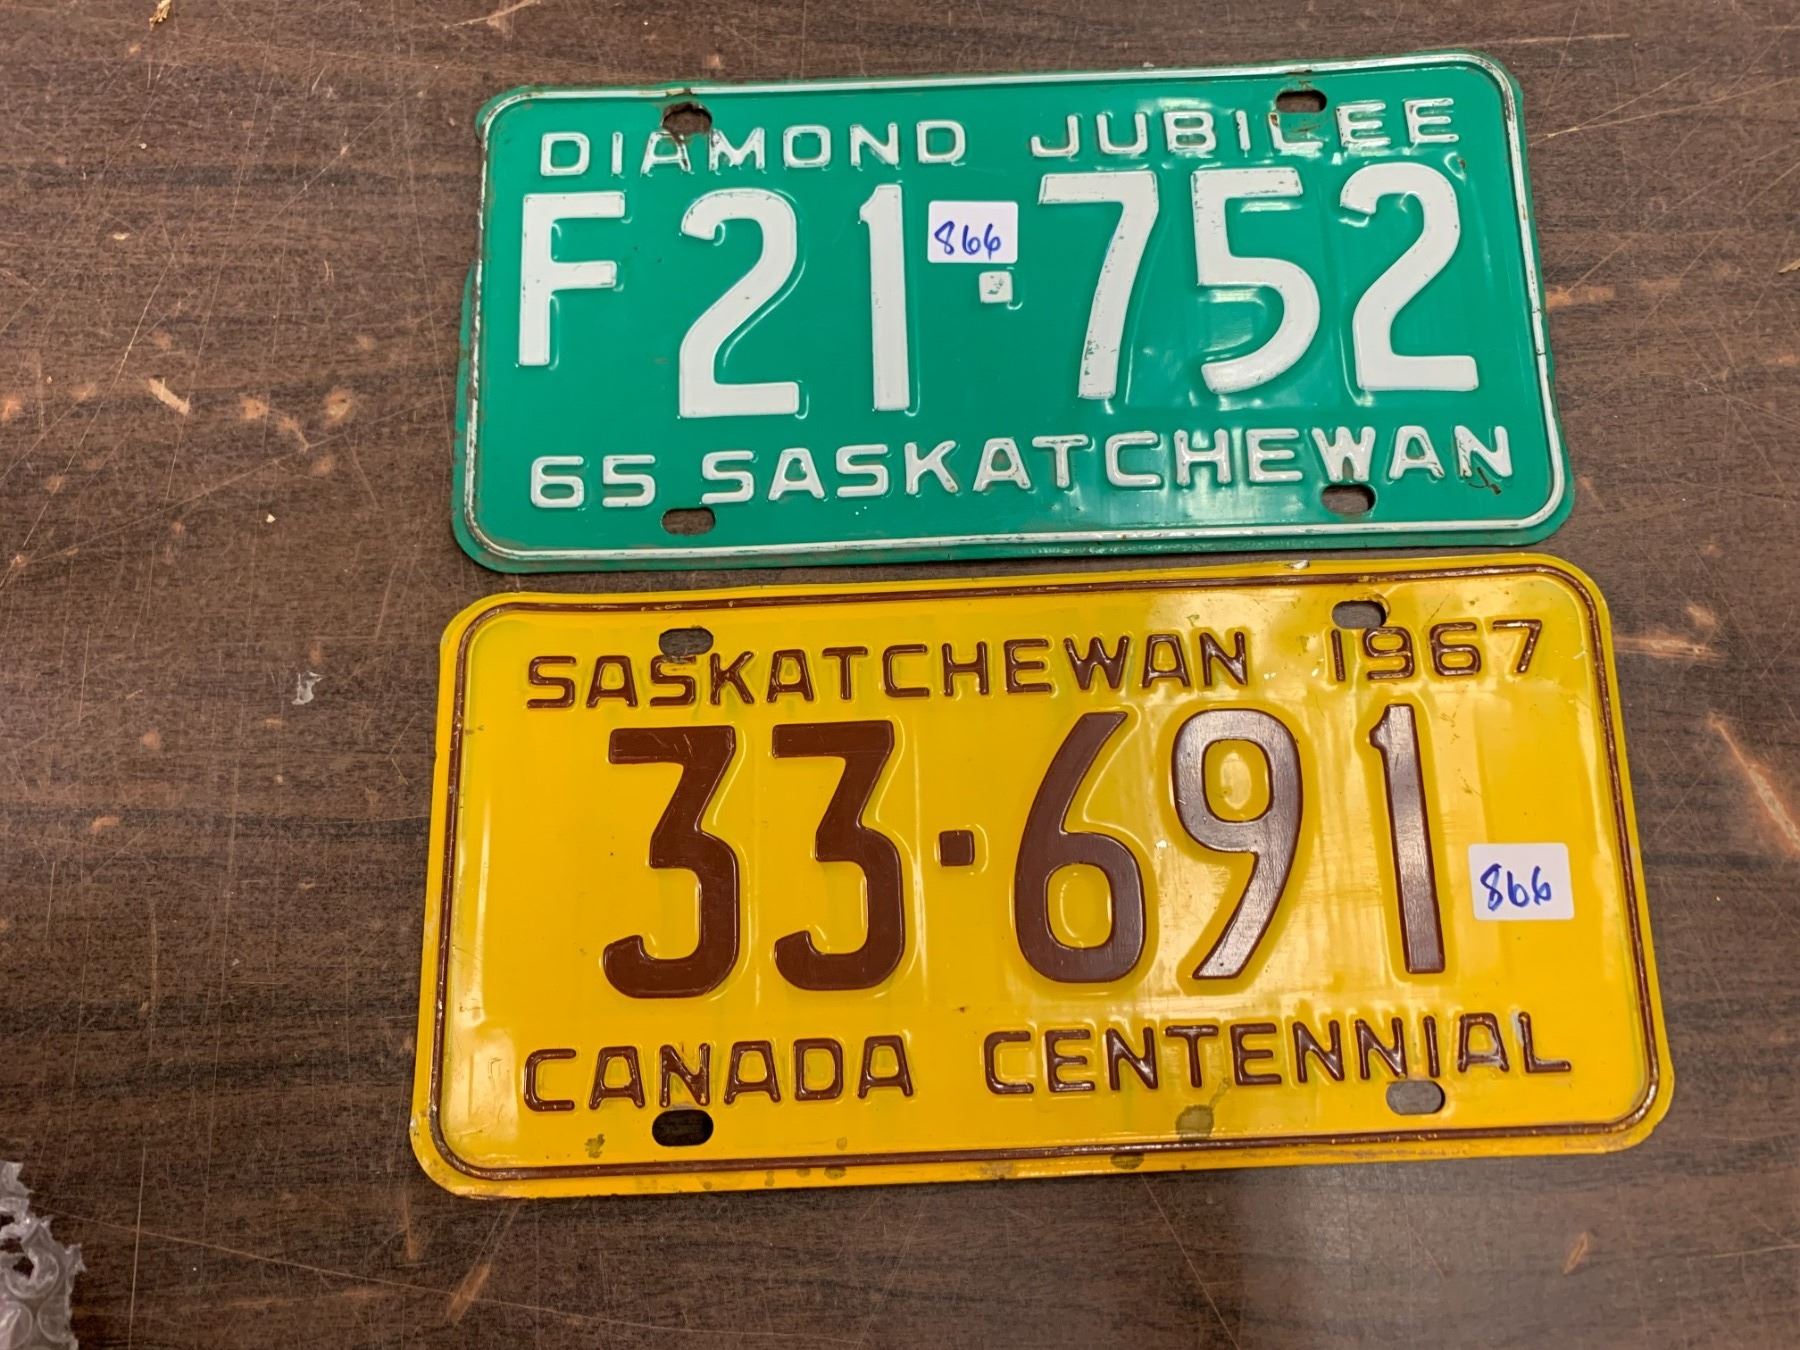 DIAMOND JUBILEE
F21·752
866
65 SASKATCHEWAN
SASKATCHEWAN 1967
33·691
866
CANADA CENTENNIAL